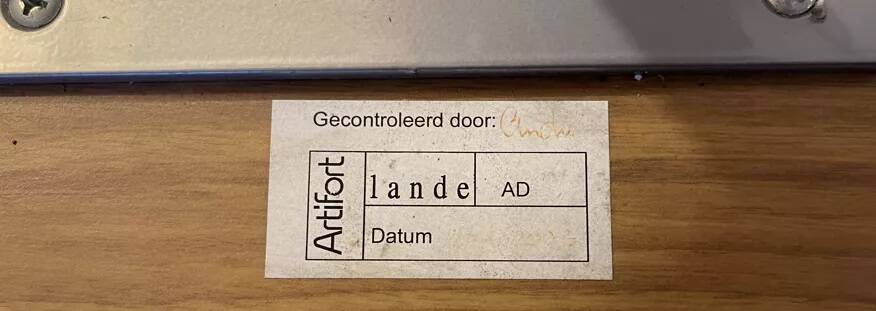 Gecontroleerd door:
Artifort
lande AD
Datum